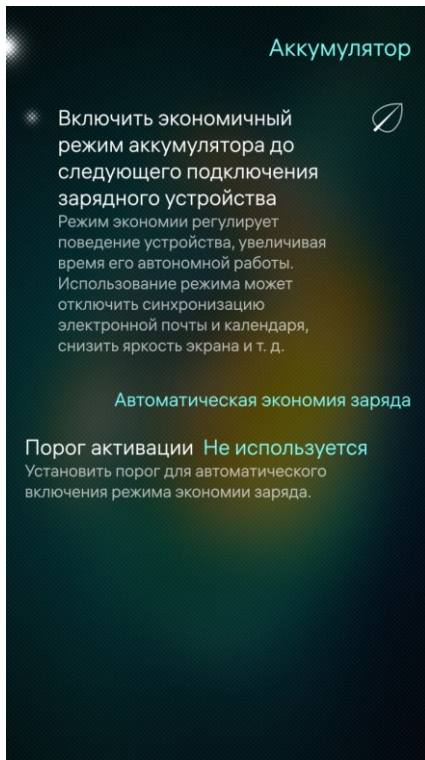 Аккумулятор
Включить экономичный
режим аккумулятора до
следующего подключения
зарядного устройства
Режим экономии регулирует
поведение устройства, увеличивая
время его автономной работы.
Использование режима может
отключить синхронизацию
электронной почты и календаря,
снизить яркость экрана и т. д.
Автоматическая экономия заряда
Порог активации Не используется
Установить порог для автоматического
включения режима экономии заряда.